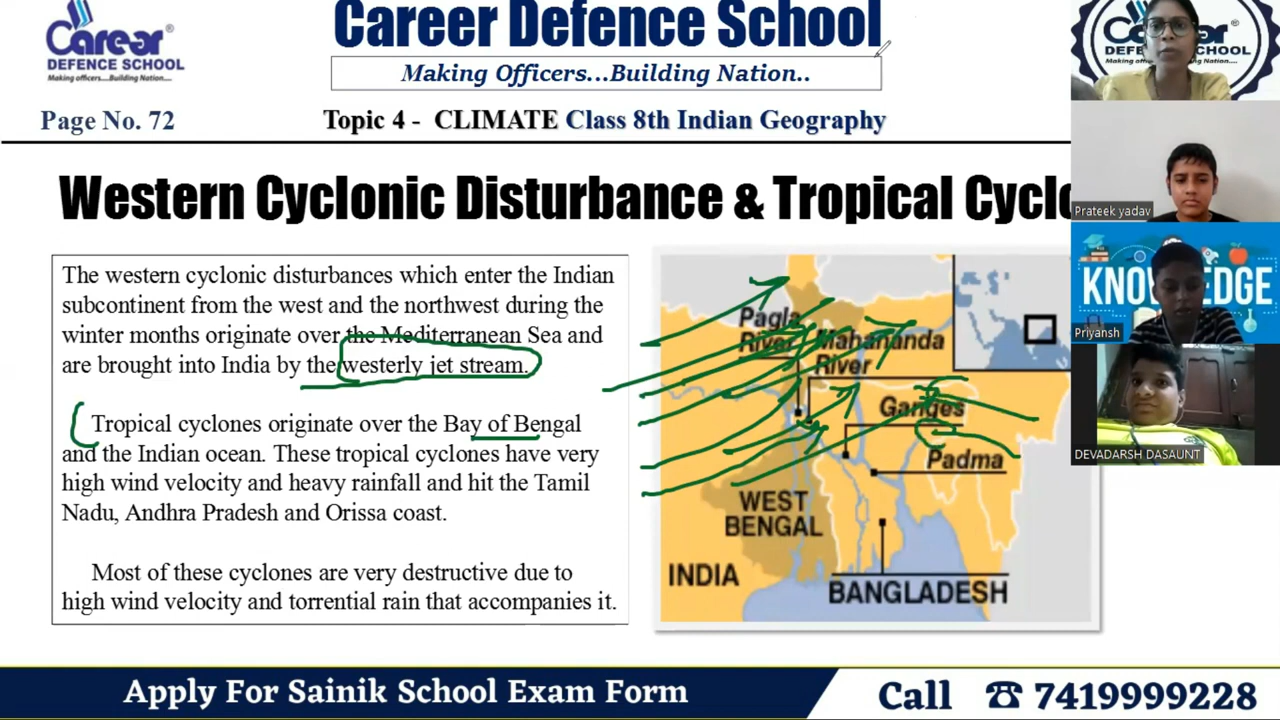 Career
DEFENCE SCHOOL
Making officers....Building Nation...
Career Defence School
Making Officers...Building Nation..
Page No. 72
Topic 4 - CLIMATE Class 8th Indian Geography
Western Cyclonic Disturbance & Tropical Cyclo
The western cyclonic disturbances which enter the Indian
subcontinent from the west and the northwest during the
winter months originate over the Mediterranean Sea and
are brought into India by the westerly jet stream.
Tropical cyclones originate over the Bay of Bengal
and the Indian ocean. These tropical cyclones have very
high wind velocity and heavy rainfall and hit the Tamil
Nadu, Andhra Pradesh and Orissa coast.
Most of these cyclones are very destructive due to
high wind velocity and torrential rain that accompanies it.
Pagla
River
Mahananda
River
Ganges
Padma
WEST
BENGAL
INDIA
BANGLADESH
DEFENCE SCHOOL
Prateek yadav
KNOWLEDGE
Priyansh
DEVADARSH DASAUNT
Apply For Sainik School Exam Form
Call ☎ 7419999228